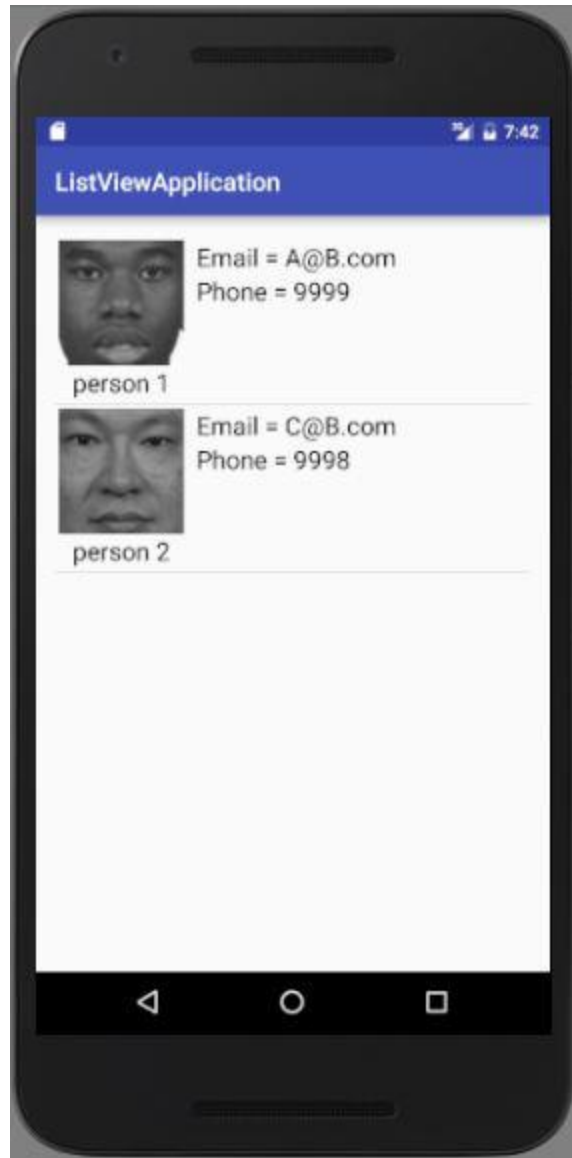 7:42
ListViewApplication
Email = A@B.com
Phone = 9999
person 1
Email = C@B.com
Phone = 9998
person 2